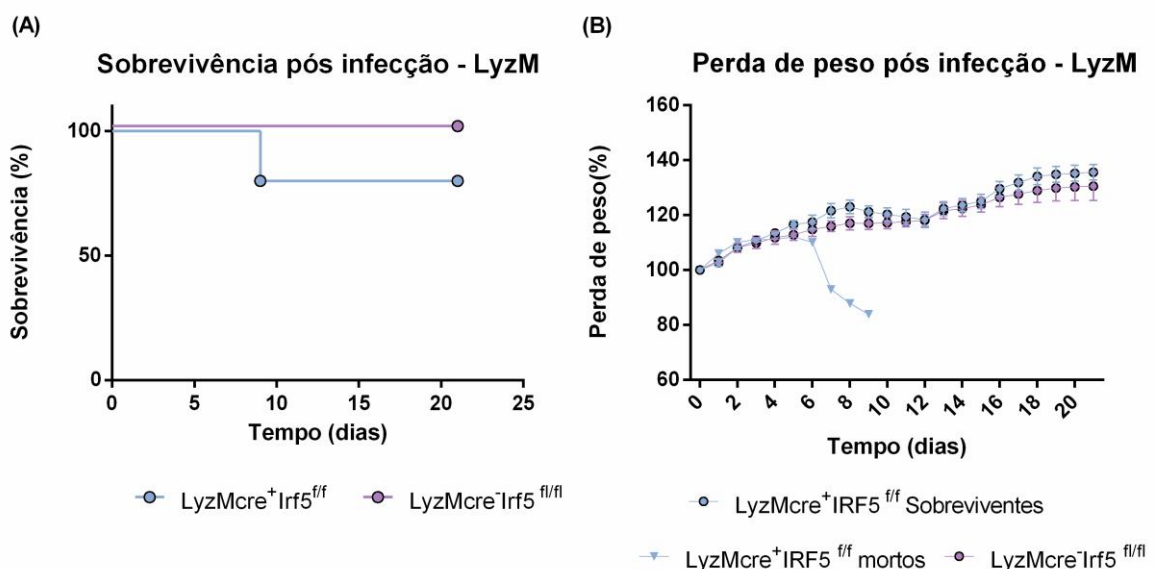 (A)
Sobrevivência pós infecção - LyzM
Sobrevivência (%)
100
50
0
0 5 10 15 20 25
Tempo (dias)
LyzMcre⁺Irf5^f/f LyzMcre⁻Irf5 ^fl/fl
(B)
Perda de peso pós infecção - LyzM
Perda de peso(%)
160
140
120
100
80
60
0 2 4 6 8 10 12 14 16 18 20
Tempo (dias)
LyzMcre⁺IRF5 ^f/f Sobreviventes
LyzMcre⁺IRF5 ^f/f mortos LyzMcre⁻Irf5 ^fl/fl